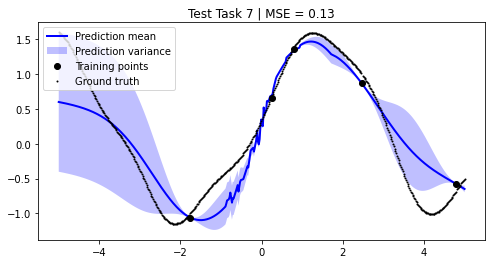 Test Task 7 | MSE = 0.13
Prediction mean
Prediction variance
Training points
Ground truth
1.5
1.0
0.5
0.0
−0.5
−1.0
−4
−2
0
2
4